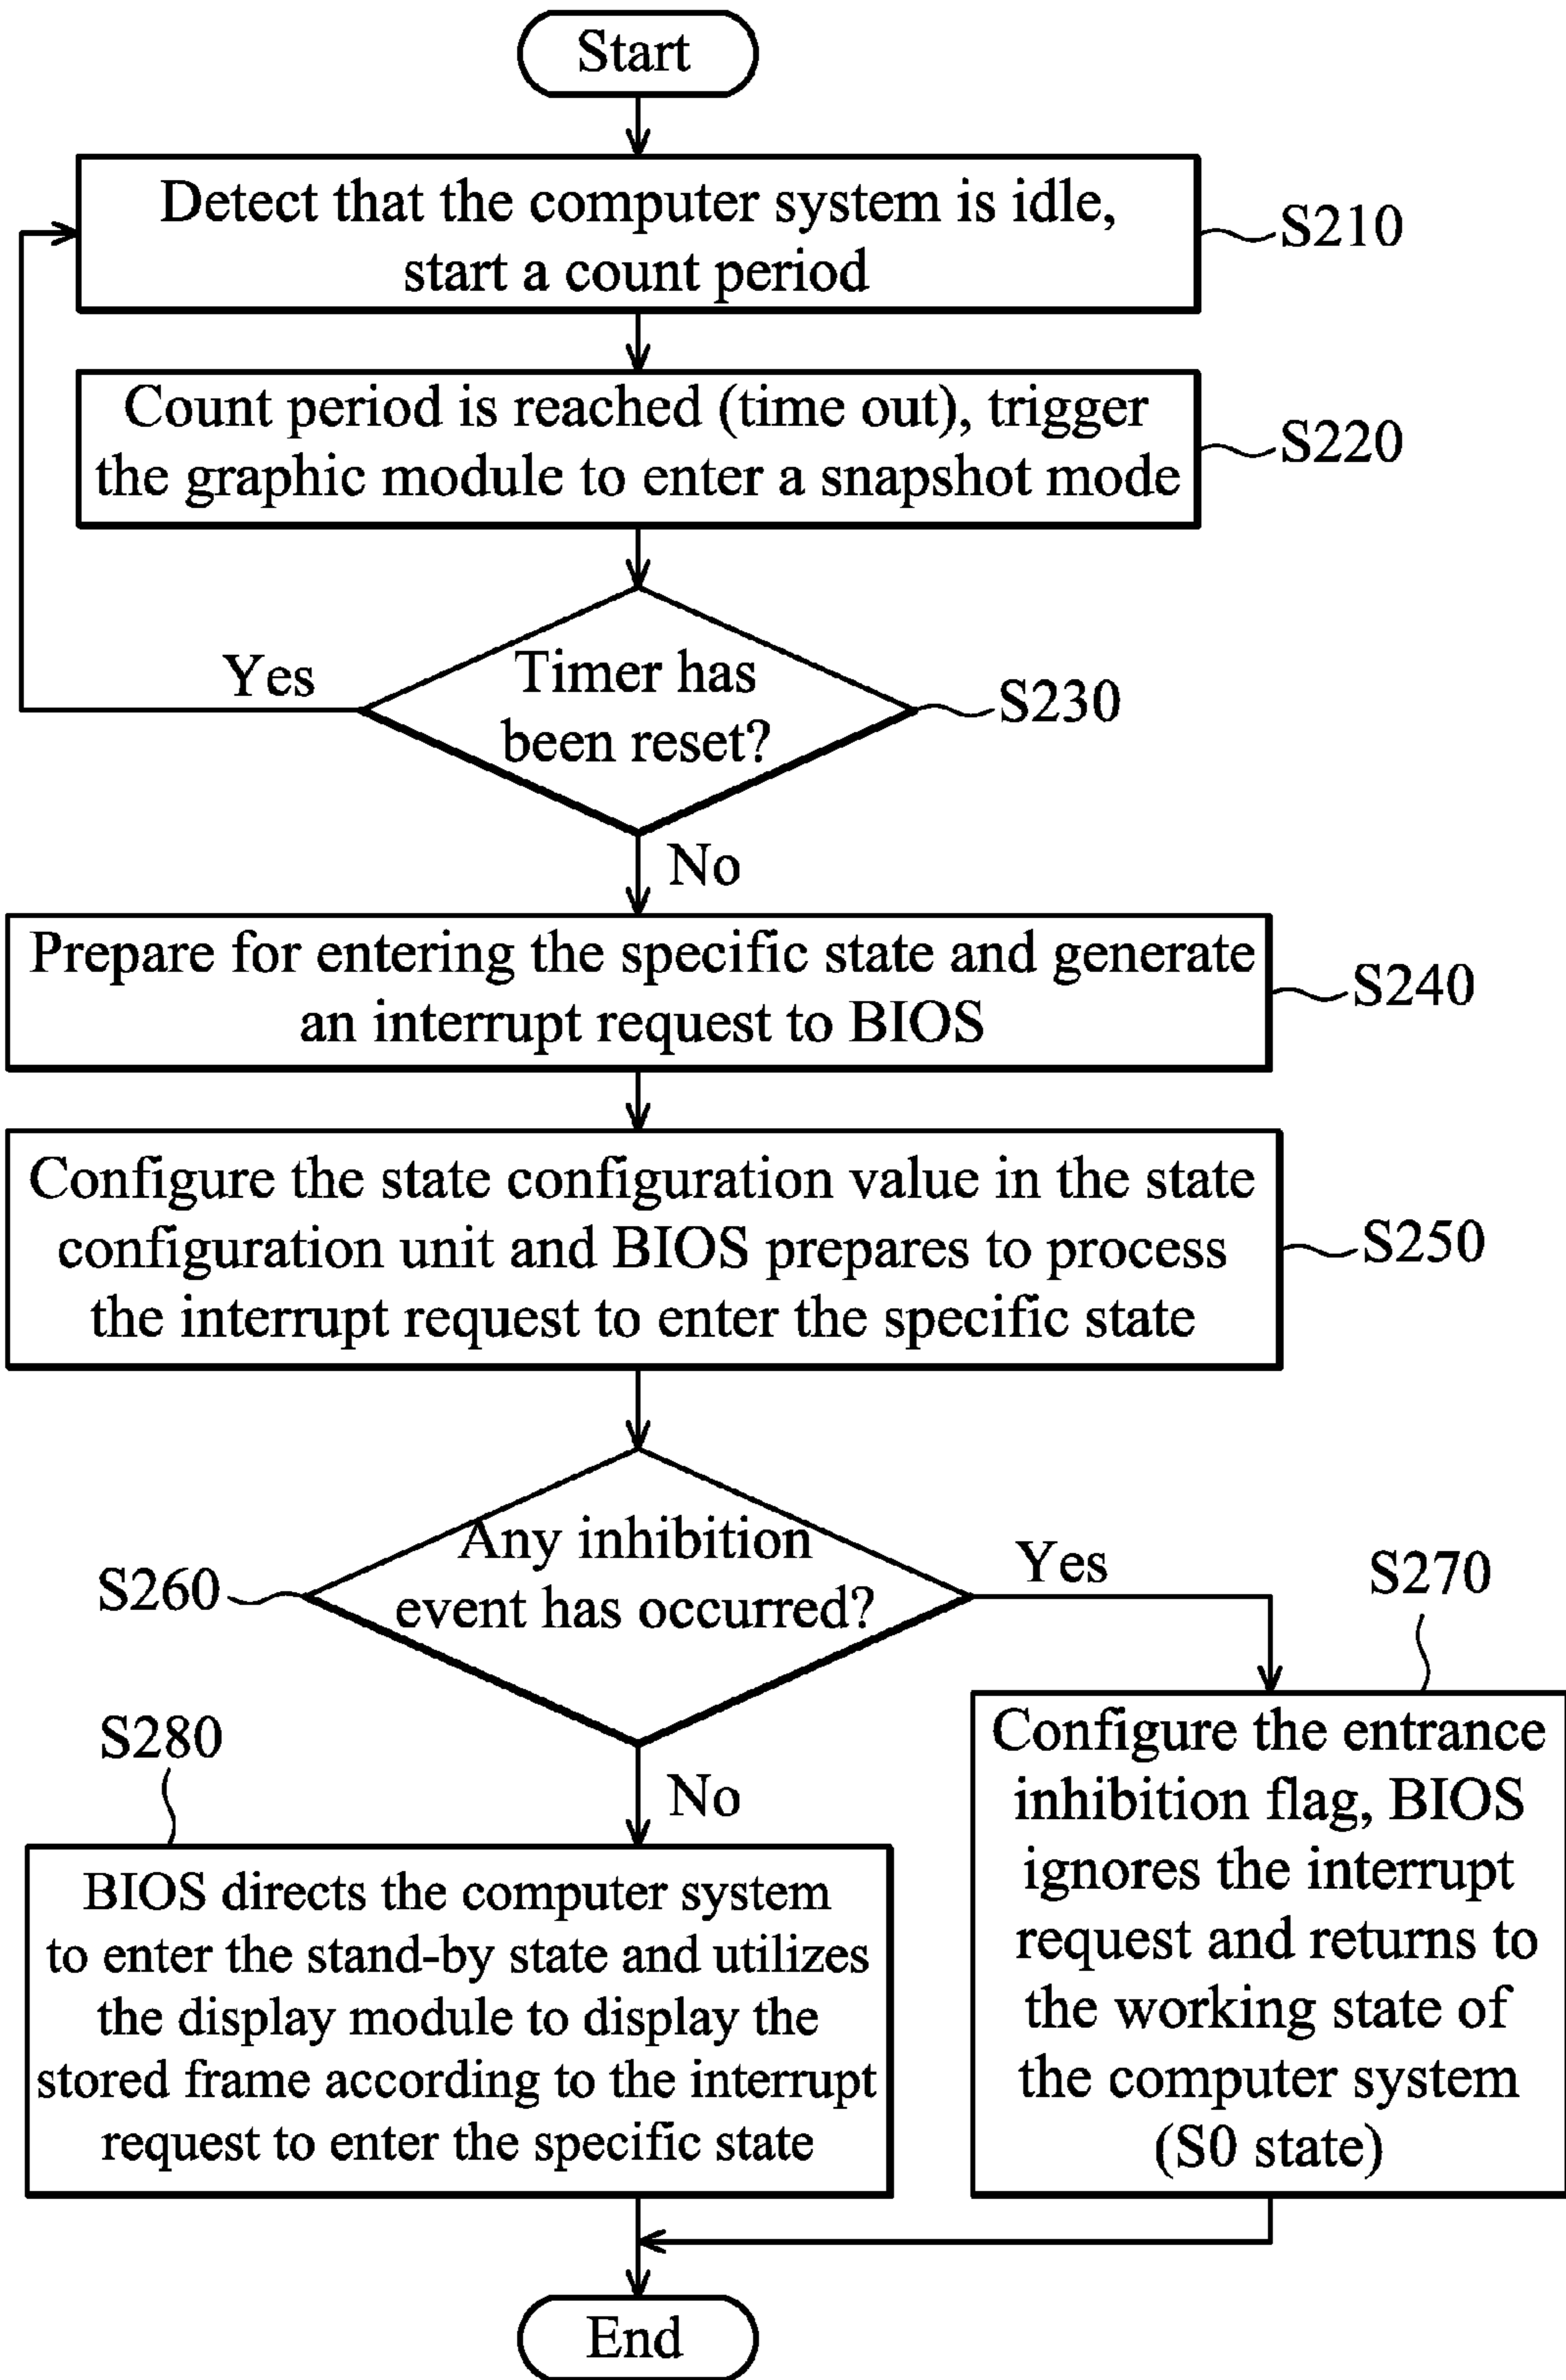 Start
Detect that the computer system is idle,
start a count period
S210
Count period is reached (time out), trigger
the graphic module to enter a snapshot mode
S220
Yes
Timer has
been reset?
S230
No
Prepare for entering the specific state and generate
an interrupt request to BIOS
S240
Configure the state configuration value in the state
configuration unit and BIOS prepares to process
the interrupt request to enter the specific state
S250
Any inhibition
event has occurred?
S260
Yes
S270
Configure the entrance
inhibition flag, BIOS
ignores the interrupt
request and returns to
the working state of
the computer system
(S0 state)
No
S280
BIOS directs the computer system
to enter the stand-by state and utilizes
the display module to display the
stored frame according to the interrupt
request to enter the specific state
End